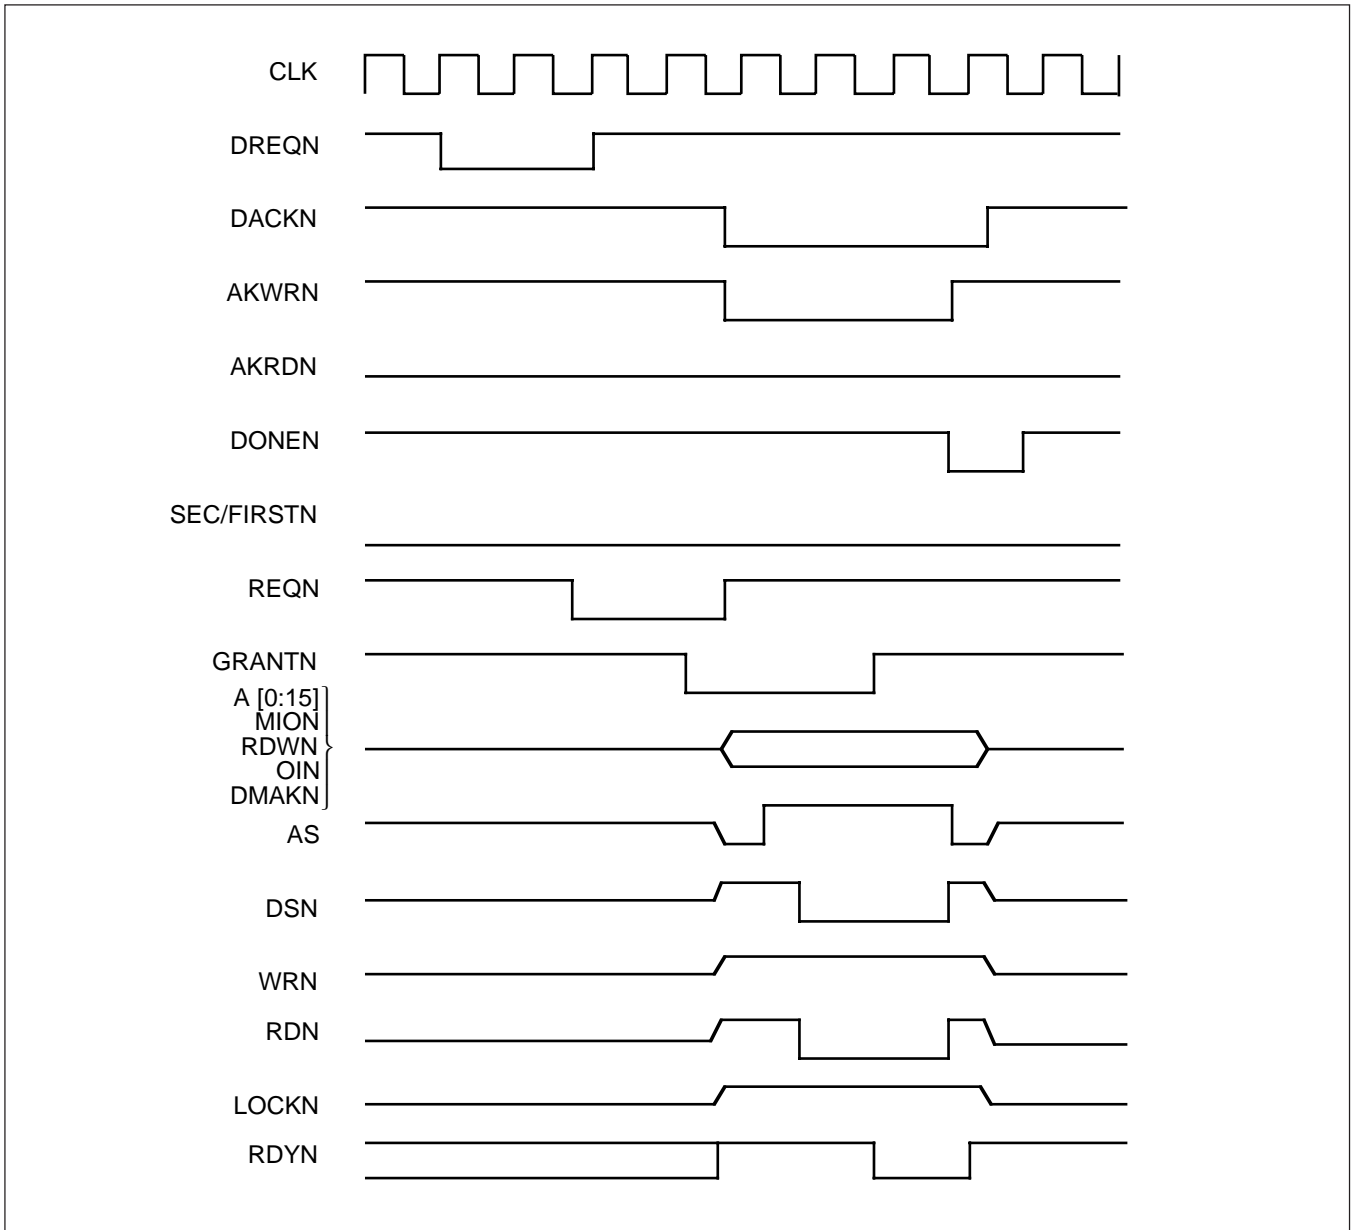 CLK
DREQN
DACKN
AKWRN
AKRDN
DONEN
SEC/FIRSTN
REQN
GRANTN
A [0:15]
MION
RDWN
OIN
DMAKN
AS
DSN
WRN
RDN
LOCKN
RDYN